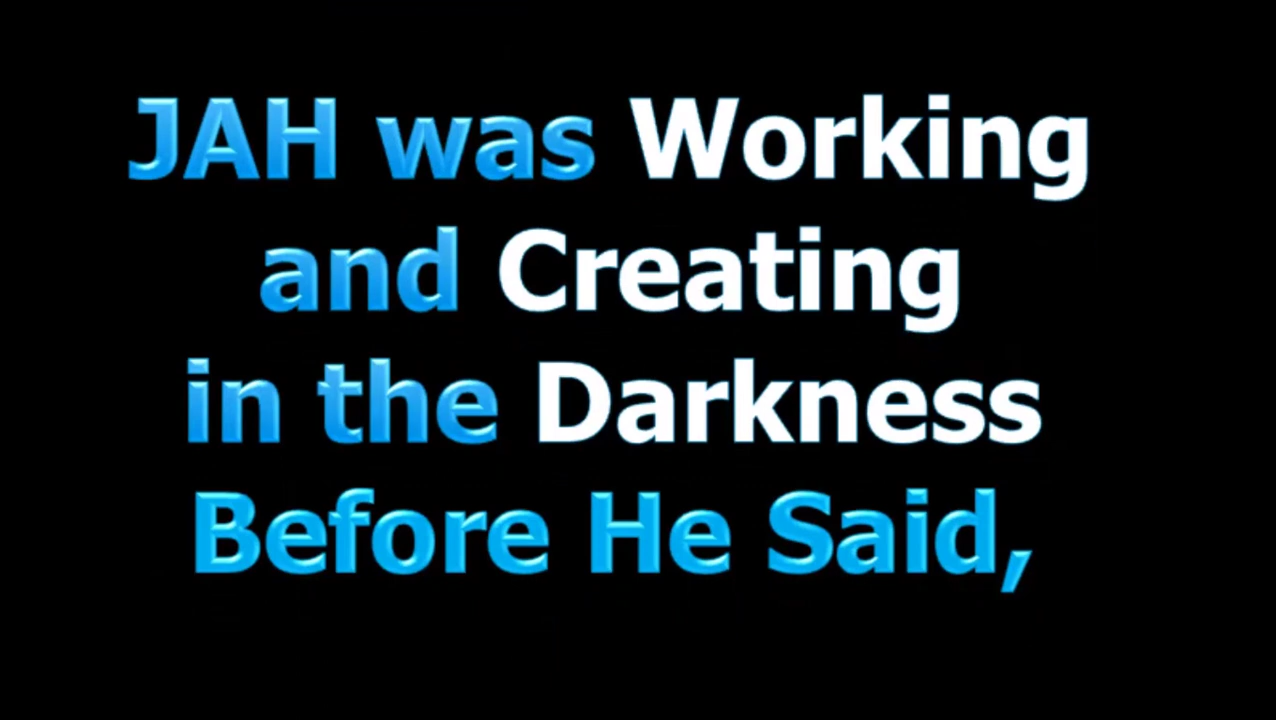 JAH was Working
and Creating
in the Darkness
Before He Said,